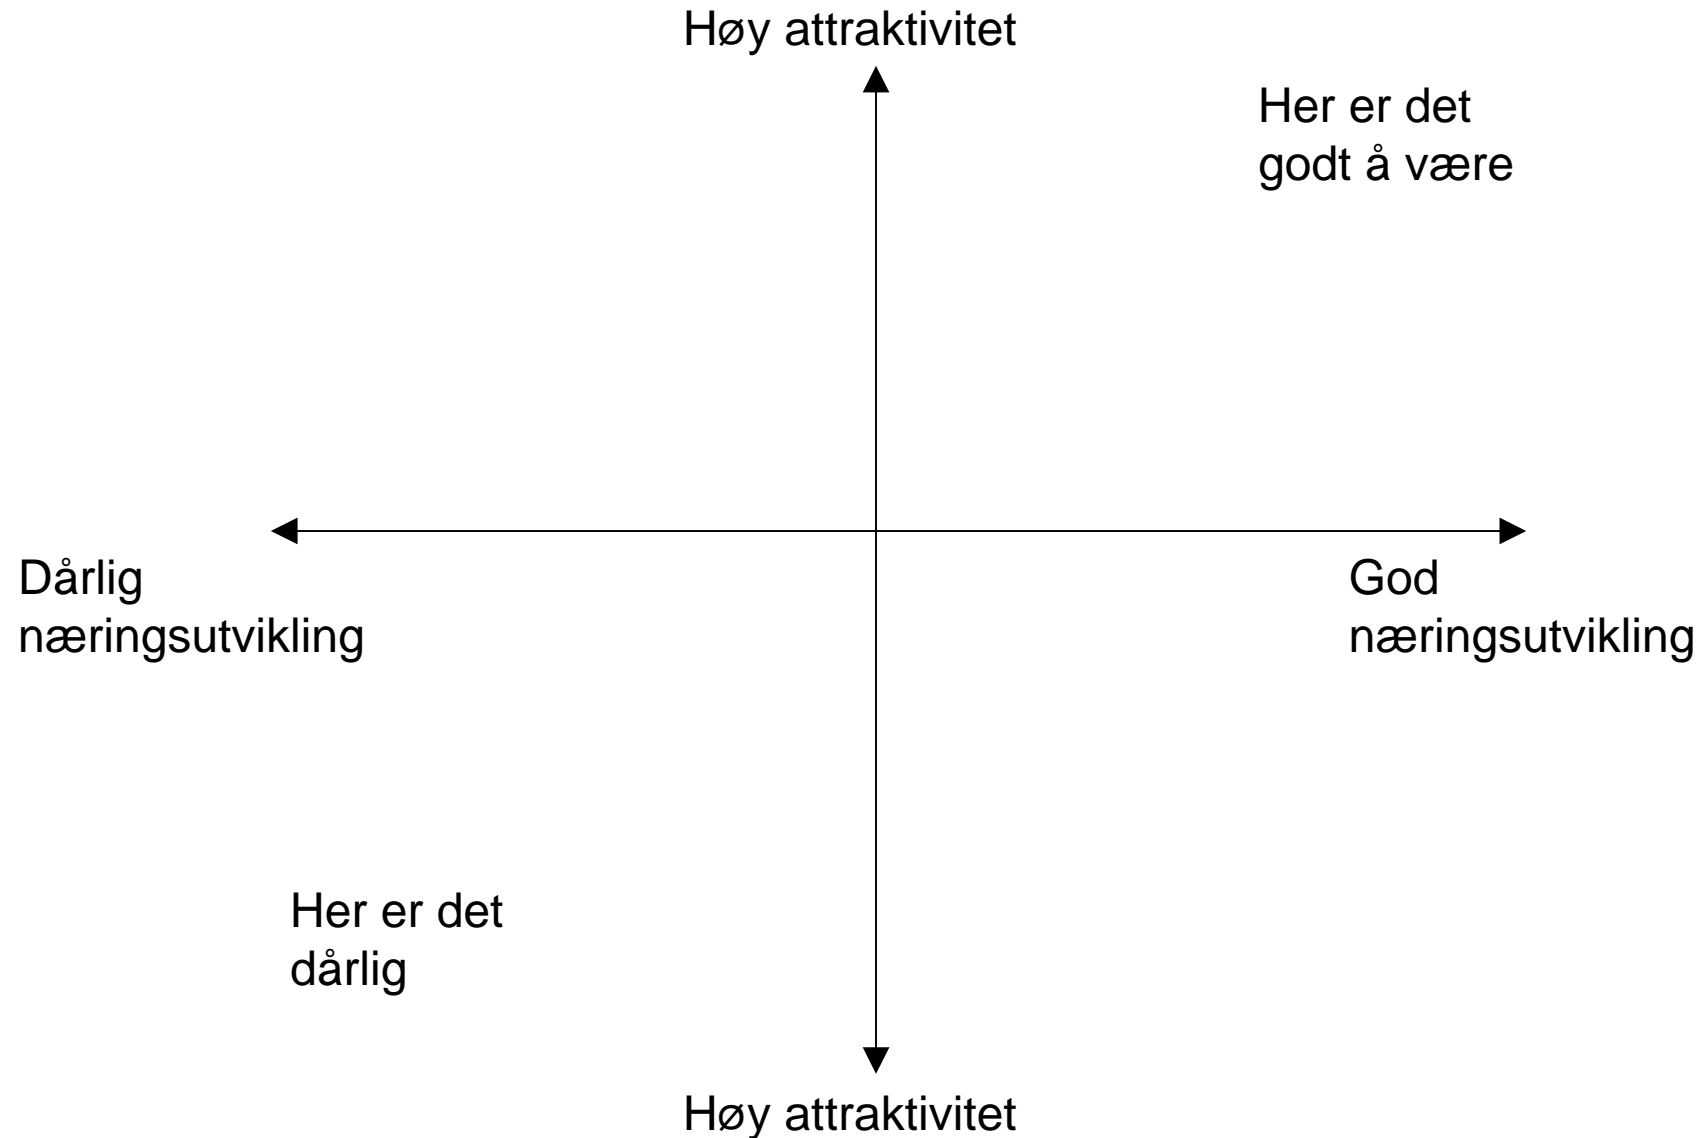 Høy attraktivitet
Her er det
godt å være
Dårlig
næringsutvikling
God
næringsutvikling
Her er det
dårlig
Høy attraktivitet